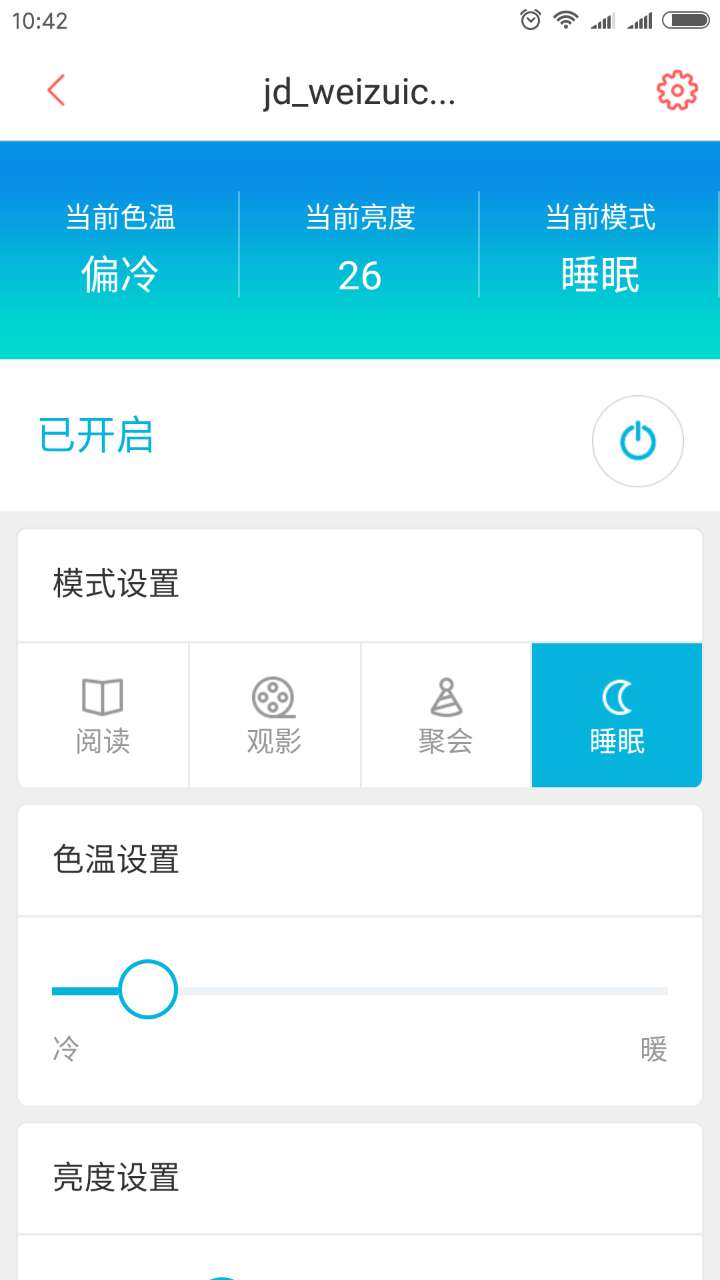 10:42
jd_weizuic...
当前色温 当前亮度 当前模式
偏冷 26 睡眠
已开启
模式设置
阅读 观影 聚会 睡眠
色温设置
冷 暖
亮度设置